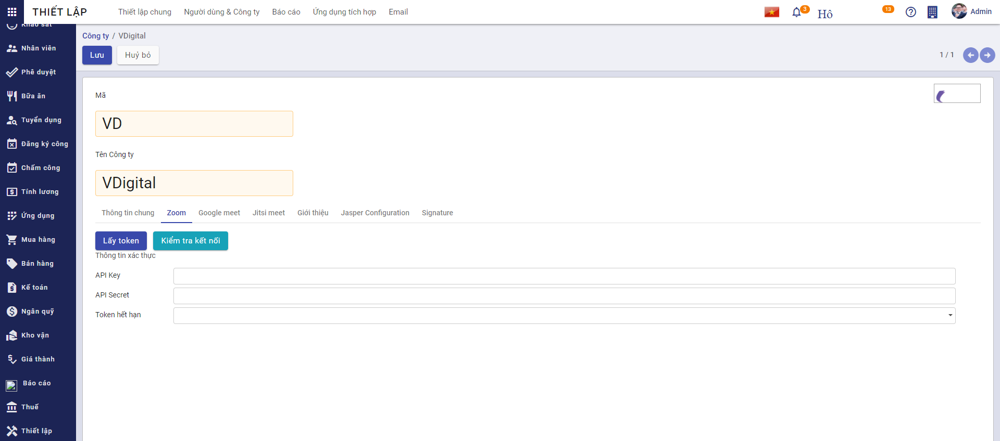 THIẾT LẬP
Thiết lập chung
Người dùng & Công ty
Báo cáo
Ứng dụng tích hợp
Email
3
Hô
13
Admin
Khảo sát
Nhân viên
Phê duyệt
Bữa ăn
Tuyển dụng
Đăng ký công
Chấm công
Tính lương
Ứng dụng
Mua hàng
Bán hàng
Kế toán
Ngân quỹ
Kho vận
Giá thành
Báo cáo
Thuế
Thiết lập
Công ty / VDigital
Lưu
Huỷ bỏ
1 / 1
Mã
VD
Tên Công ty
VDigital
Thông tin chung
Zoom
Google meet
Jitsi meet
Giới thiệu
Jasper Configuration
Signature
Lấy token
Kiểm tra kết nối
Thông tin xác thực
API Key
API Secret
Token hết hạn